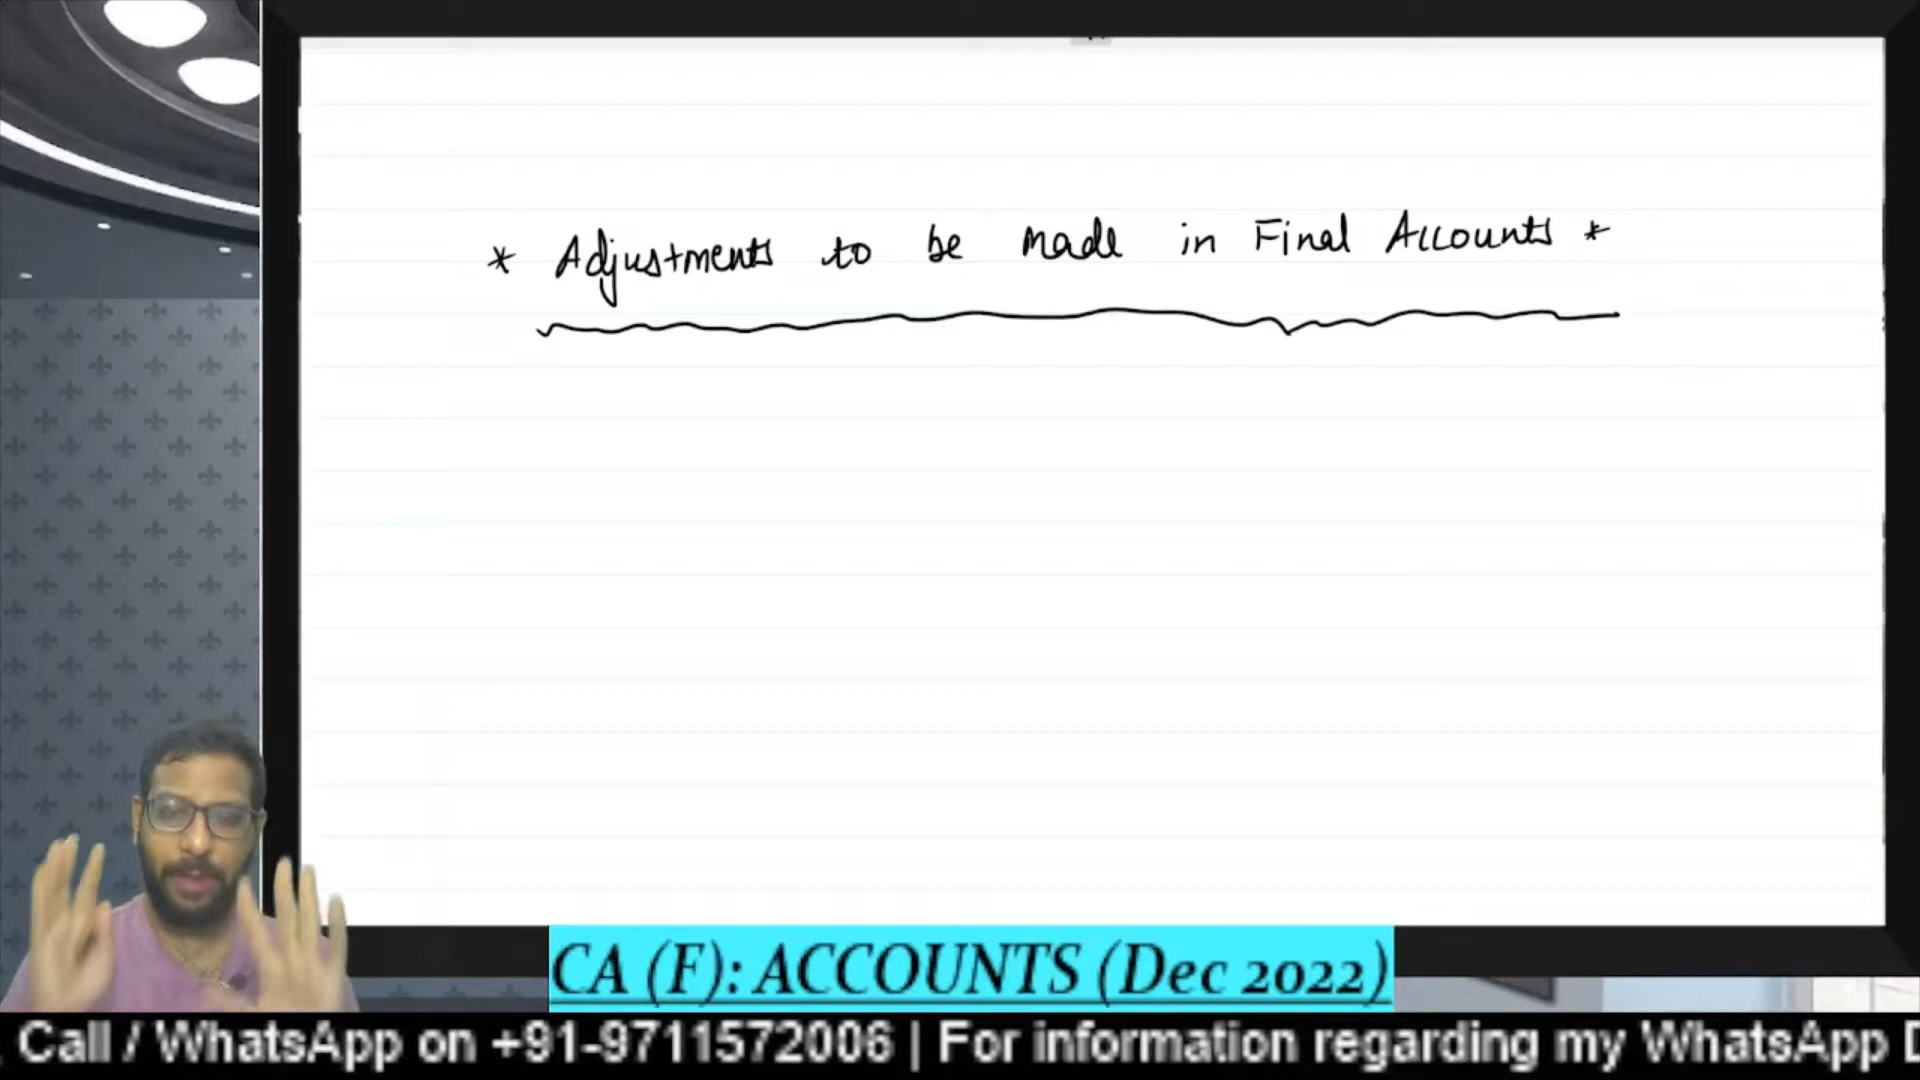 * Adjustments to be made in Final Accounts *
CA (F): ACCOUNTS (Dec 2022)
Call / WhatsApp on +91-9711572006 | For information regarding my WhatsApp D